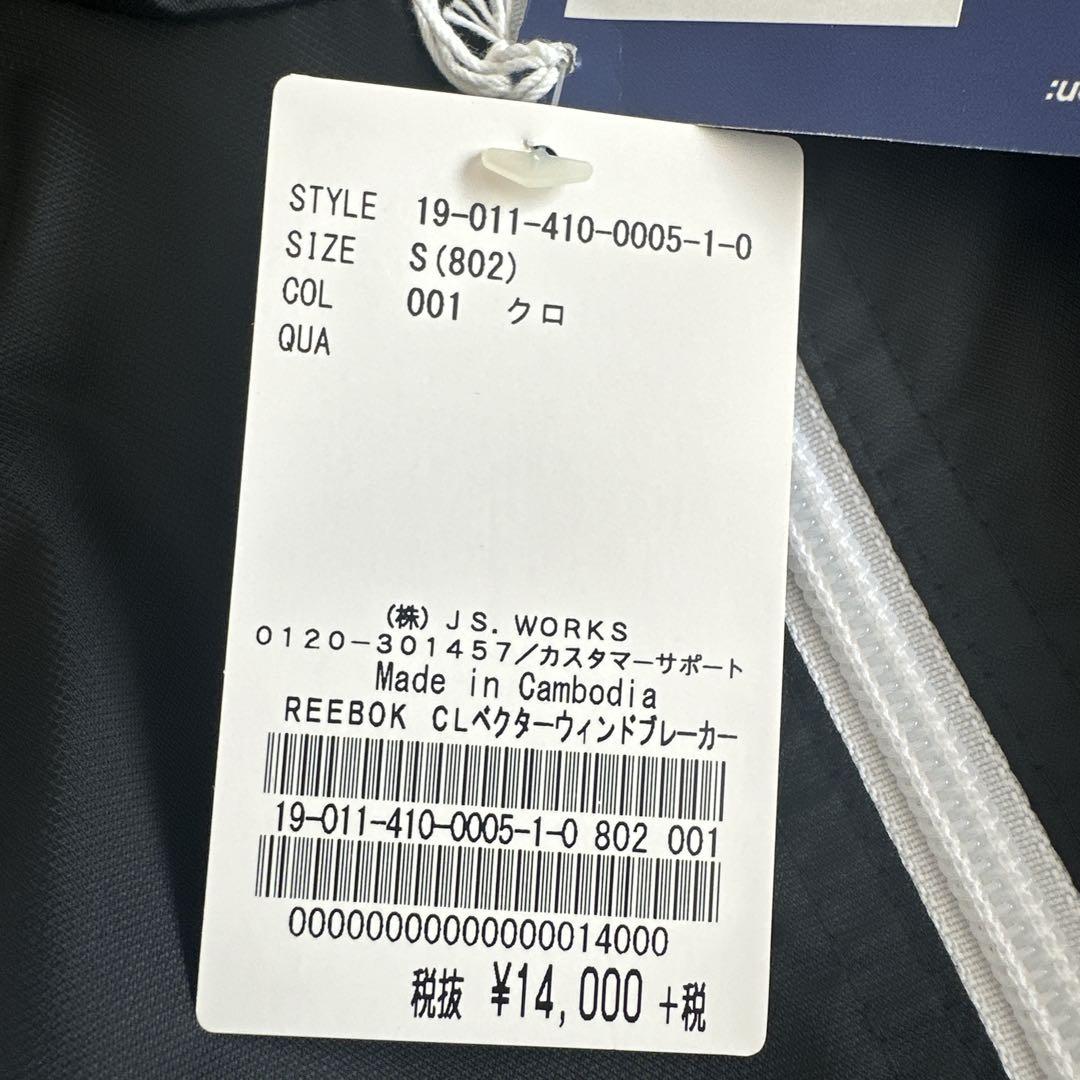 STYLE 19-011-410-0005-1-0
SIZE S(802)
COL 001 クロ
QUA
(株) JS. WORKS
0120-301457/カスタマーサポート
Made in Cambodia
REEBOK CLベクターウィンドブレーカー
19-011-410-0005-1-0 802 001
00000000000000014000
税抜 ¥14,000 +税